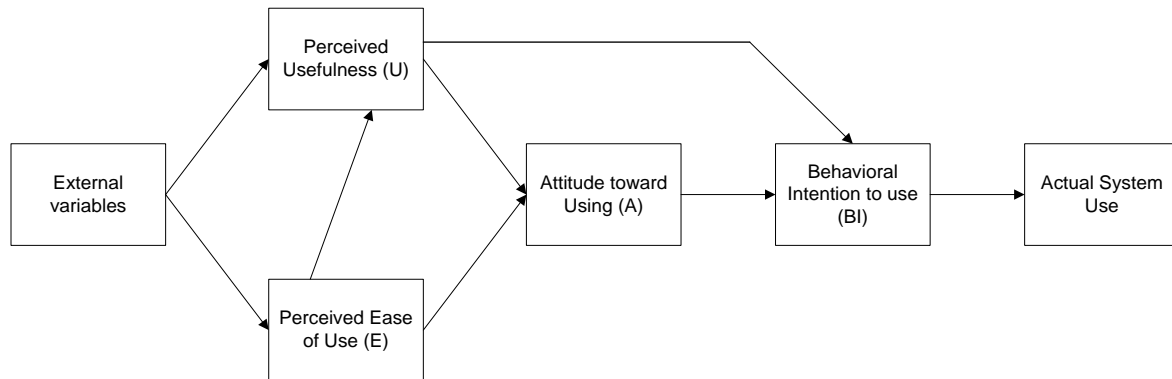 Perceived
Usefulness (U)
External
variables
Attitude toward
Using (A)
Behavioral
Intention to use
(BI)
Actual System
Use
Perceived Ease
of Use (E)